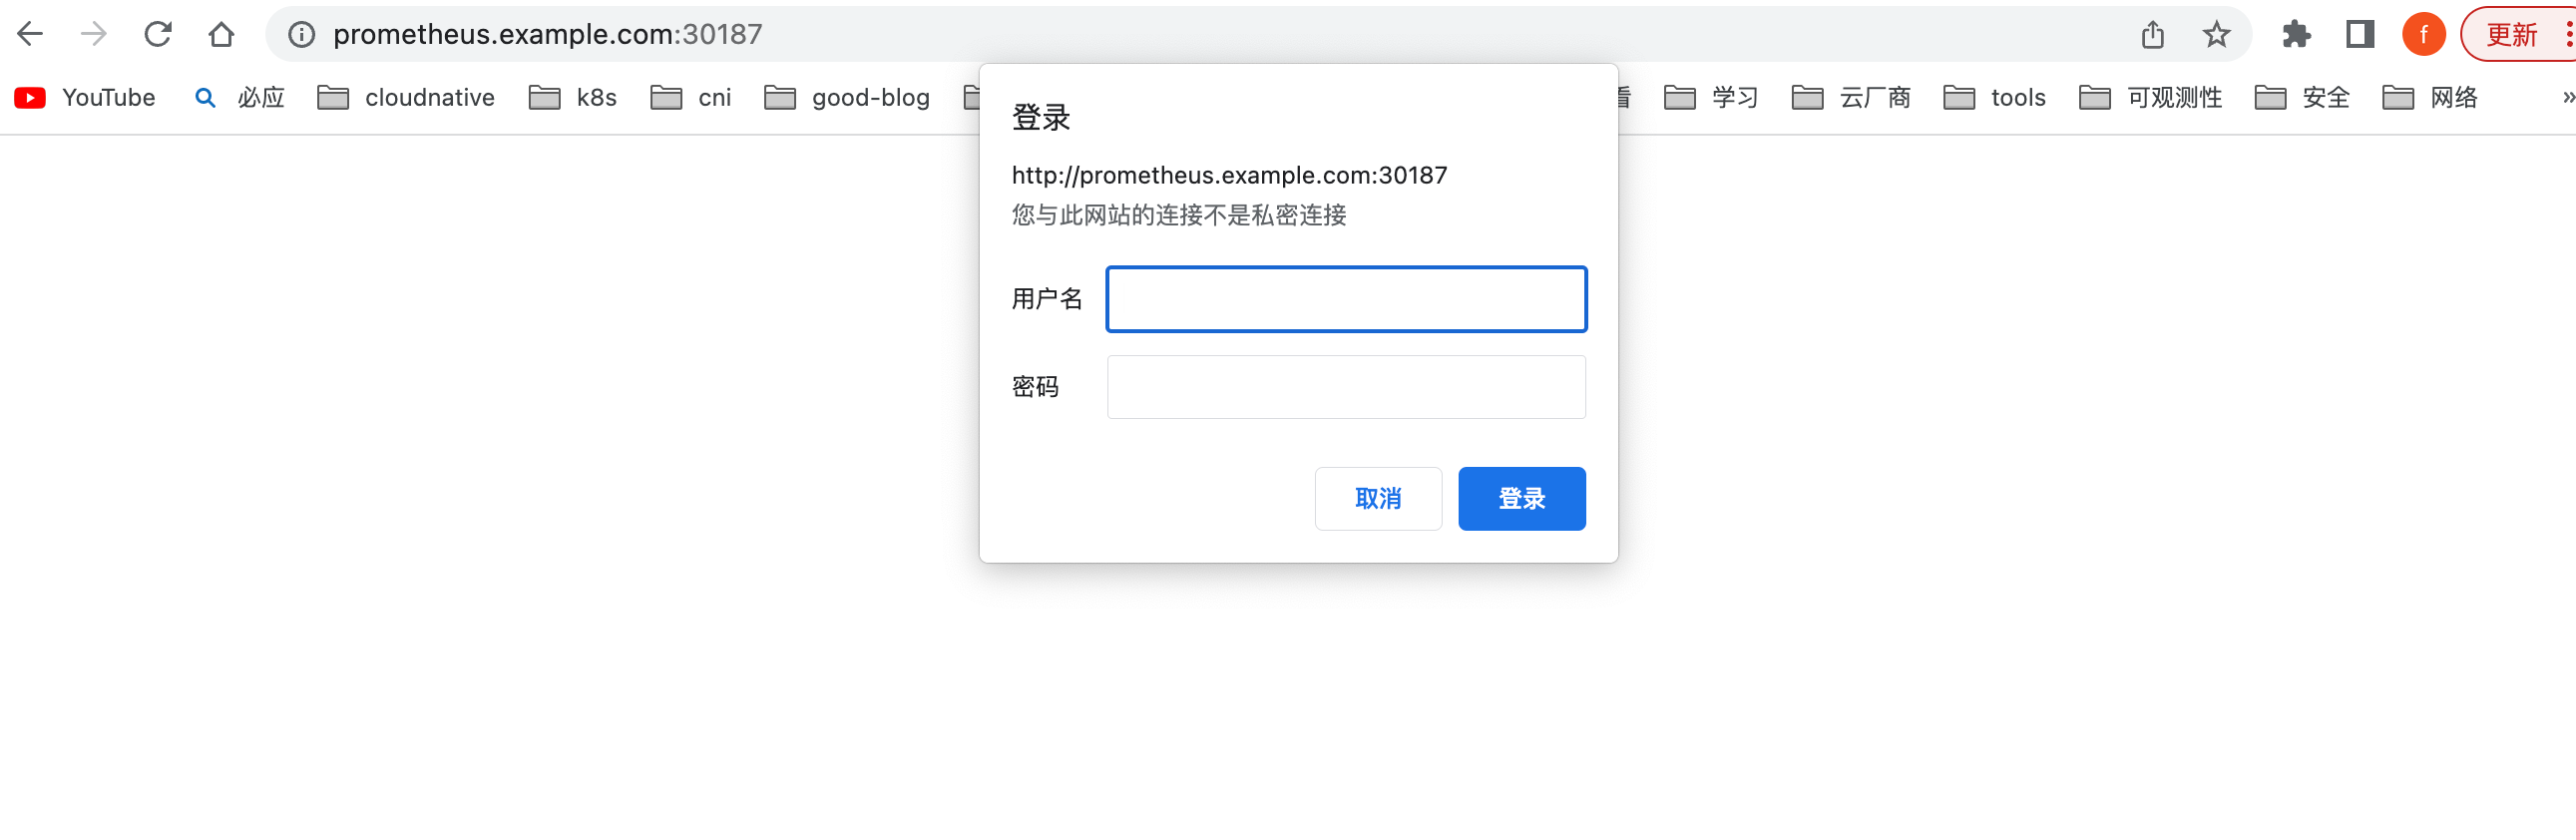 prometheus.example.com:30187
f
更新
YouTube 必应 cloudnative k8s cni good-blog 学习 云厂商 tools 可观测性 安全 网络 »
登录
http://prometheus.example.com:30187
您与此网站的连接不是私密连接
用户名
密码
取消 登录